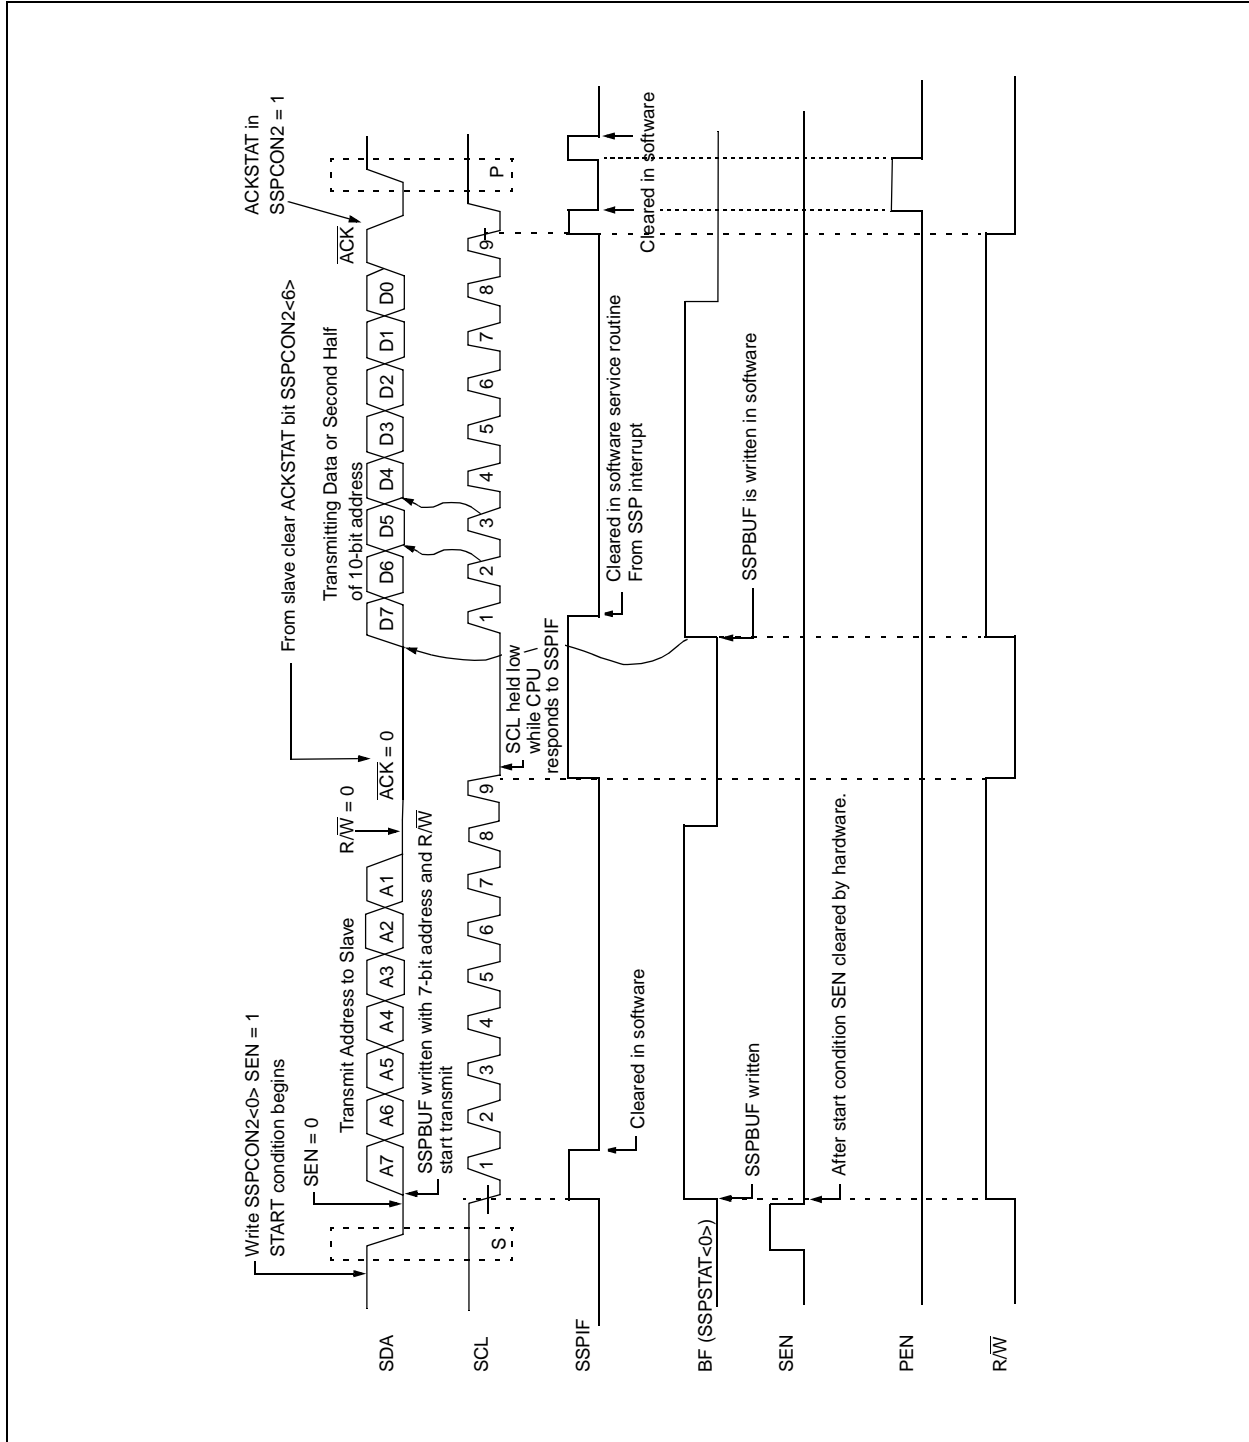 Write SSPCON2<0> SEN = 1
START condition begins
SEN = 0
Transmit Address to Slave
R/W = 0
From slave clear ACKSTAT bit SSPCON2<6>
Transmitting Data or Second Half
of 10-bit address
ACKSTAT in
SSPCON2 = 1
ACK
SDA
A7 A6 A5 A4 A3 A2 A1
ACK = 0
D7 D6 D5 D4 D3 D2 D1 D0
SSPBUF written with 7-bit address and R/W
start transmit
SCL
S
1 2 3 4 5 6 7 8 9
1 2 3 4 5 6 7 8 9
P
SCL held low
while CPU
responds to SSPIF
SSPIF
Cleared in software
Cleared in software service routine
From SSP interrupt
Cleared in software
BF (SSPSTAT<0>)
SSPBUF written
SSPBUF is written in software
SEN
After start condition SEN cleared by hardware.
PEN
R/W